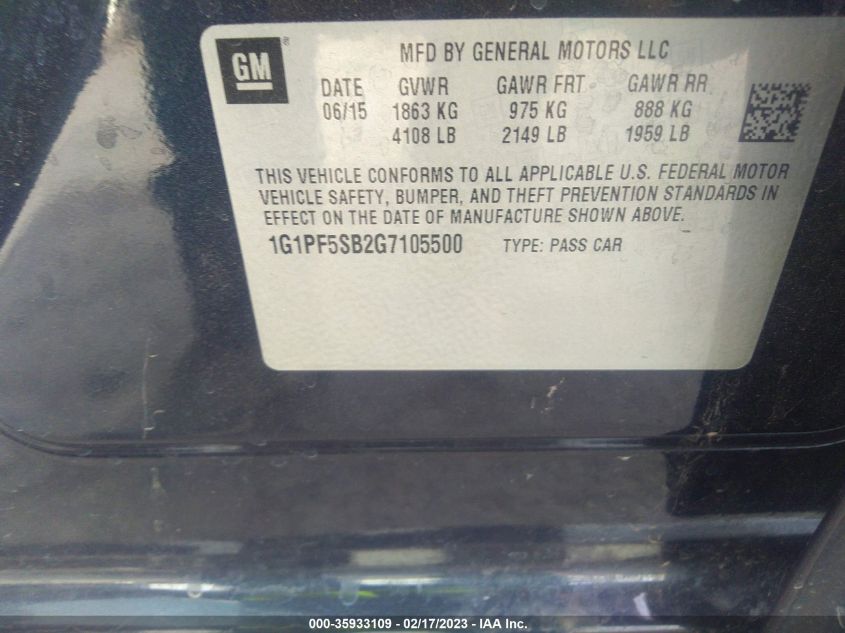 GM®
MFD BY GENERAL MOTORS LLC
DATE GVWR GAWR FRT GAWR RR
06/15 1863 KG 975 KG 888 KG
4108 LB 2149 LB 1959 LB
THIS VEHICLE CONFORMS TO ALL APPLICABLE U.S. FEDERAL MOTOR
VEHICLE SAFETY, BUMPER, AND THEFT PREVENTION STANDARDS IN
EFFECT ON THE DATE OF MANUFACTURE SHOWN ABOVE.
1G1PF5SB2G7105500 TYPE: PASS CAR
000-35933109 - 02/17/2023 - IAA Inc.